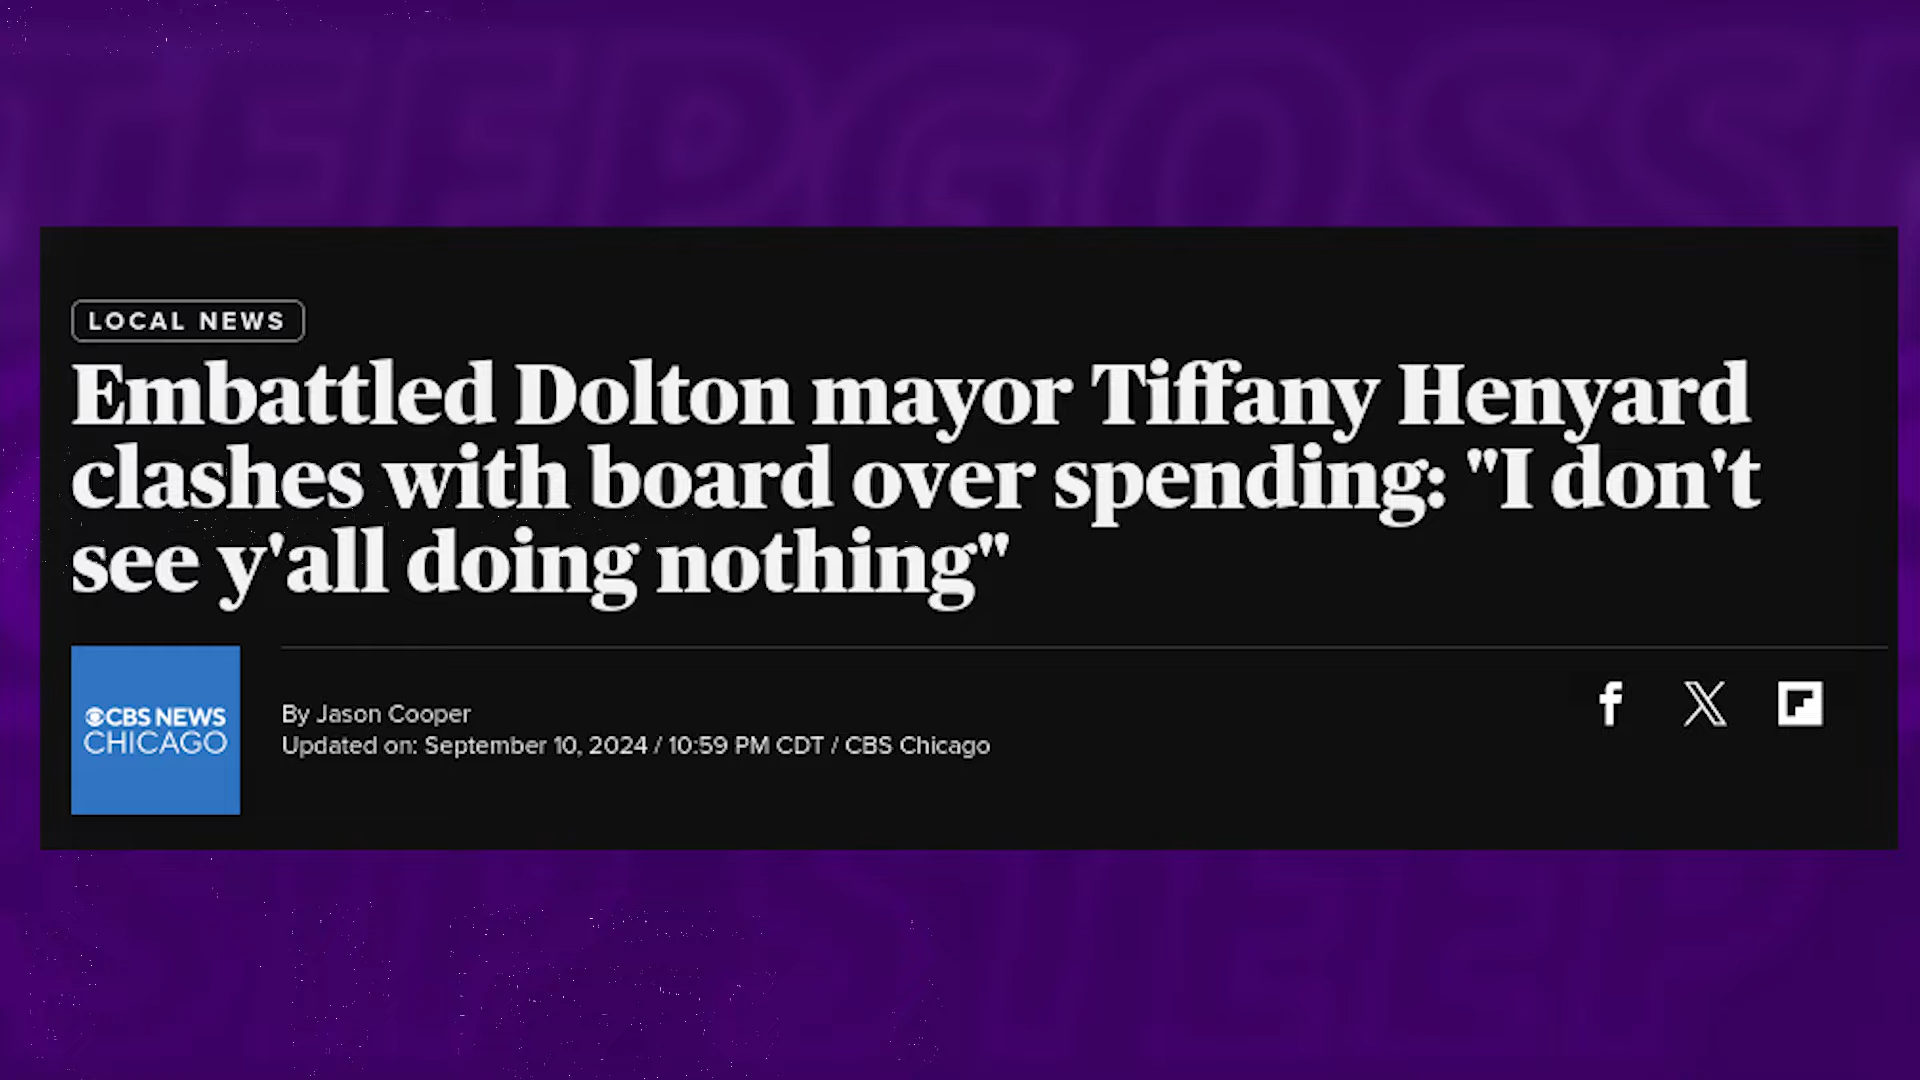 LOCAL NEWS
Embattled Dolton mayor Tiffany Henyard
clashes with board over spending: "I don't
see y'all doing nothing"
CBS NEWS
CHICAGO
By Jason Cooper
Updated on: September 10, 2024 / 10:59 PM CDT / CBS Chicago